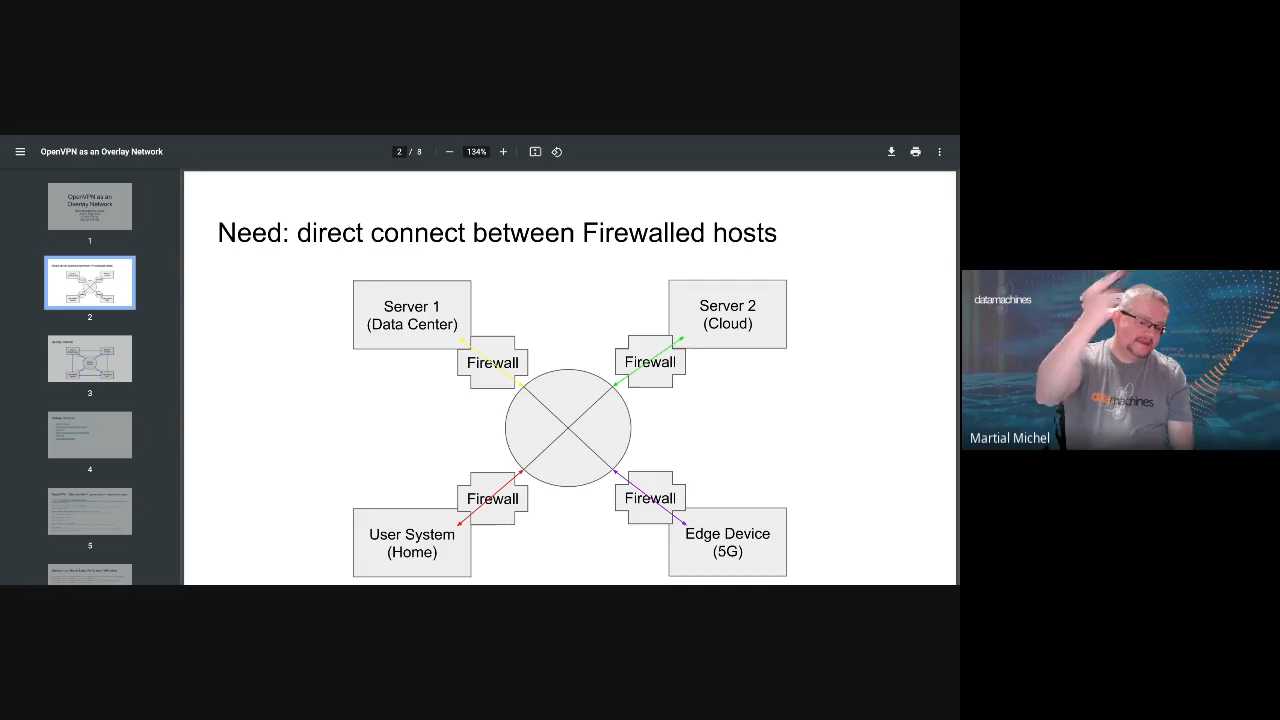 OpenVPN as an Overlay Network
2 / 8
134%
OpenVPN as an
Overlay Network
1
2
3
4
5
Need: direct connect between Firewalled hosts
Server 1
(Data Center)
Server 2
(Cloud)
Firewall
Firewall
Firewall
Firewall
User System
(Home)
Edge Device
(5G)
datamachines
datamachines
Martial Michel